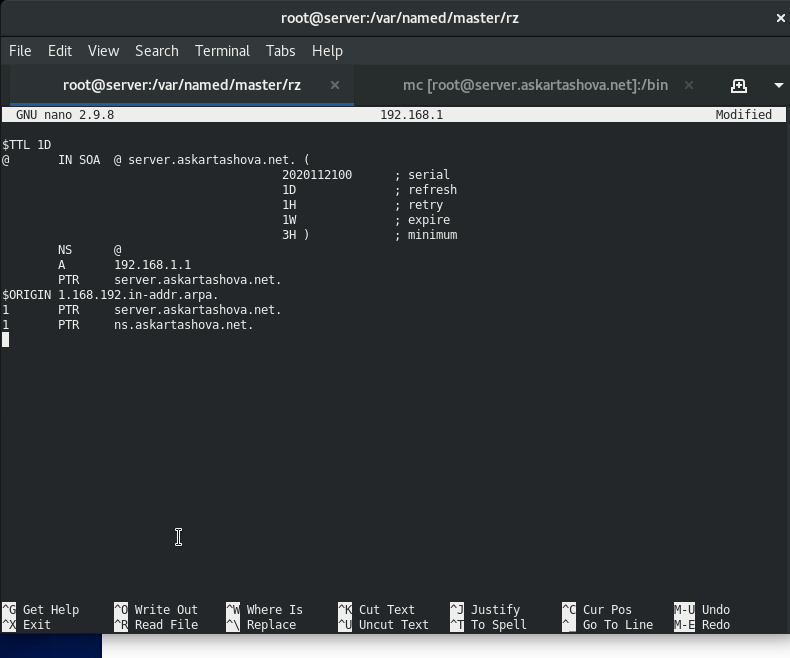 root@server:/var/named/master/rz ×
File Edit View Search Terminal Tabs Help
root@server:/var/named/master/rz × mc [root@server.askartashova.net]:/bin ×
GNU nano 2.9.8 192.168.1 Modified
$TTL 1D
@ IN SOA @ server.askartashova.net. (
2020112100 ; serial
1D ; refresh
1H ; retry
1W ; expire
3H ) ; minimum
NS @
A 192.168.1.1
PTR server.askartashova.net.
$ORIGIN 1.168.192.in-addr.arpa.
1 PTR server.askartashova.net.
1 PTR ns.askartashova.net.
^G Get Help ^O Write Out ^W Where Is ^K Cut Text ^J Justify ^C Cur Pos M-U Undo
^X Exit ^R Read File ^\ Replace ^U Uncut Text ^T To Spell ^_ Go To Line M-E Redo